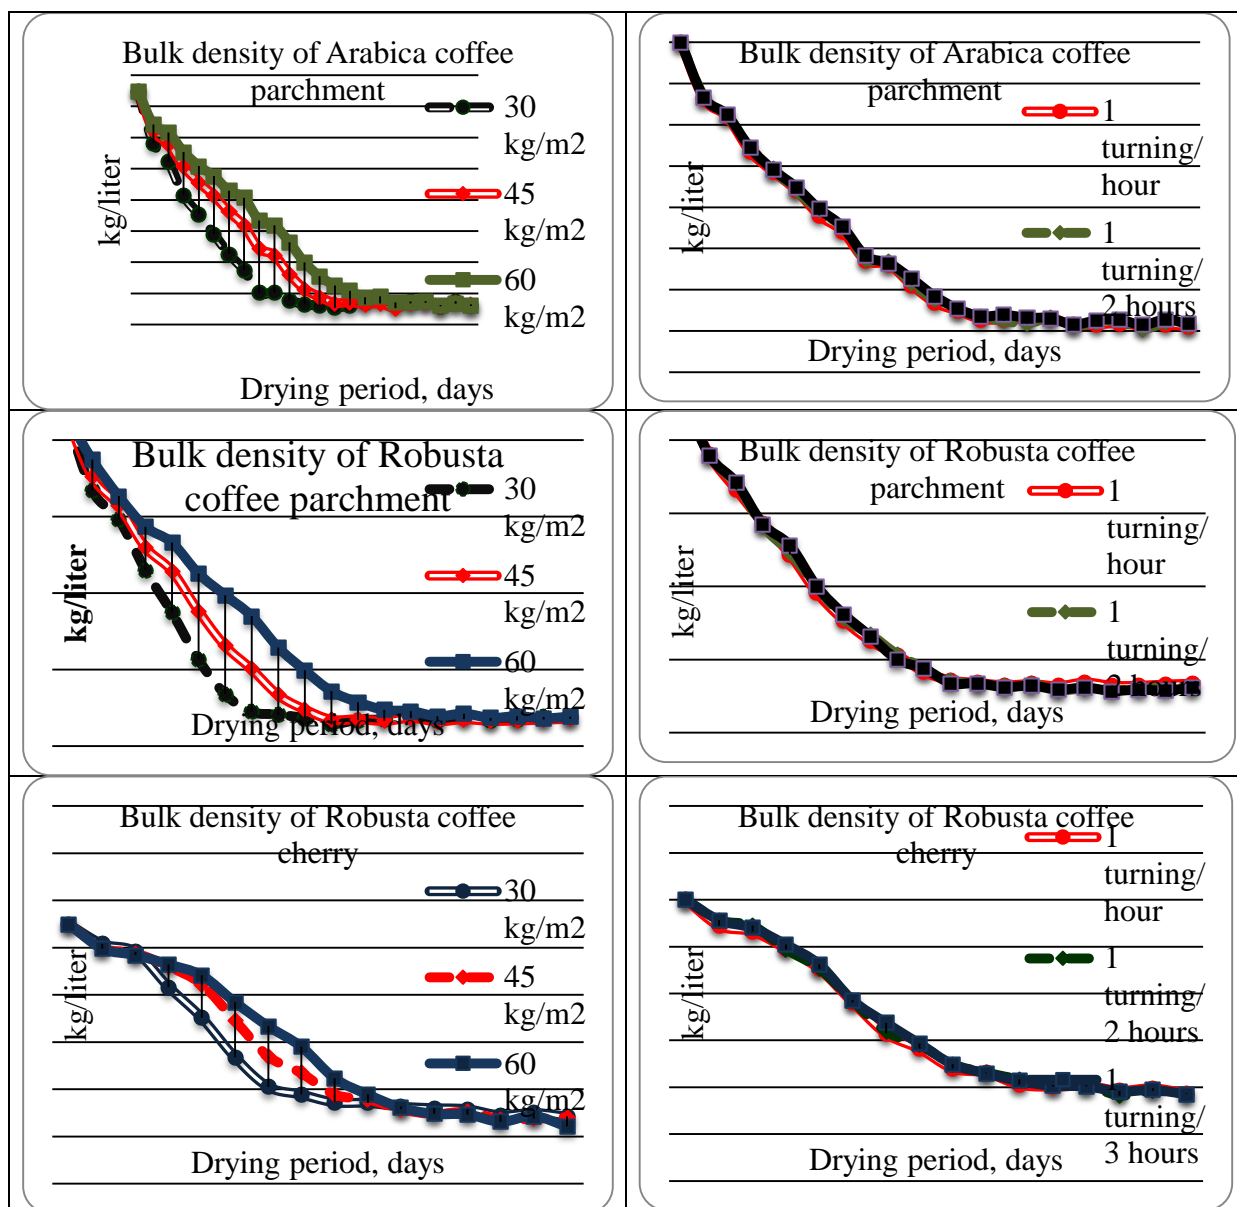 Bulk density of Arabica coffee
parchment
kg/liter
30
kg/m2
45
kg/m2
60
kg/m2
Drying period, days
Bulk density of Arabica coffee
parchment
kg/liter
1
turning/
hour
1
turning/
2 hours
Drying period, days
Bulk density of Robusta
coffee parchment
kg/liter
30
kg/m2
45
kg/m2
60
kg/m2
Drying period, days
Bulk density of Robusta coffee
parchment
kg/liter
1
turning/
hour
1
turning/
2 hours
Drying period, days
Bulk density of Robusta coffee
cherry
kg/liter
30
kg/m2
45
kg/m2
60
kg/m2
Drying period, days
Bulk density of Robusta coffee
cherry
kg/liter
1
turning/
hour
1
turning/
2 hours
1
turning/
3 hours
Drying period, days